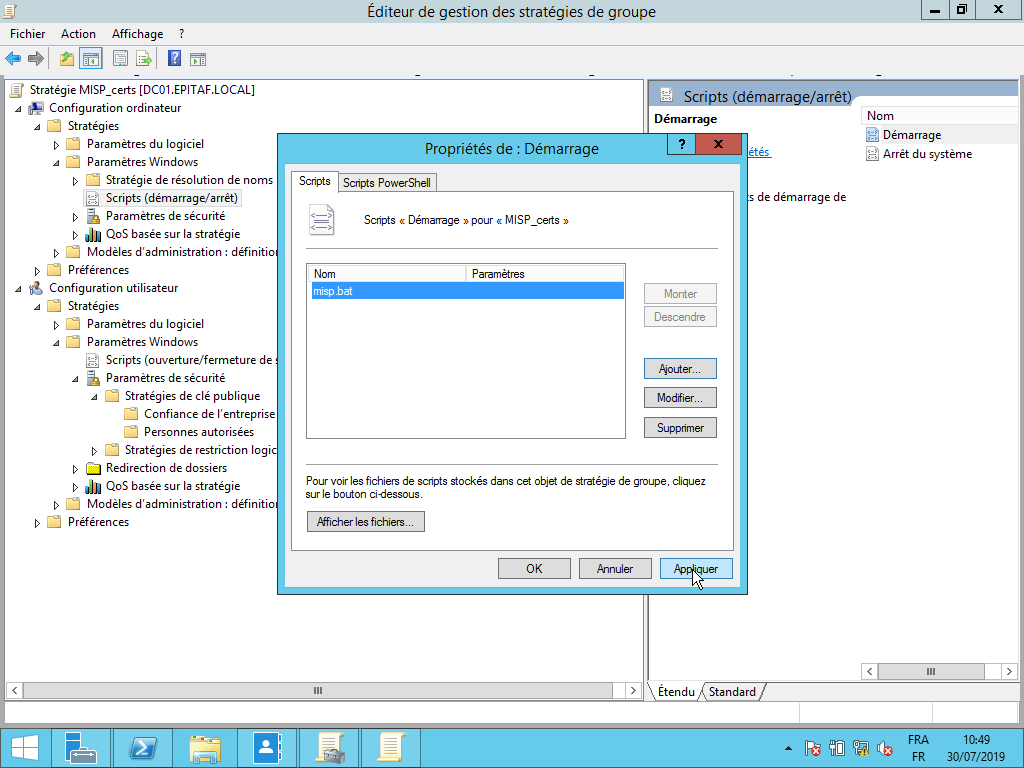 Éditeur de gestion des stratégies de groupe
Fichier Action Affichage ?
Stratégie MISP_certs [DC01.EPITAF.LOCAL]
Configuration ordinateur
Stratégies
Paramètres du logiciel
Paramètres Windows
Stratégie de résolution de noms
Scripts (démarrage/arrêt)
Paramètres de sécurité
QoS basée sur la stratégie
Modèles d'administration : définition
Préférences
Configuration utilisateur
Stratégies
Paramètres du logiciel
Paramètres Windows
Scripts (ouverture/fermeture de s
Paramètres de sécurité
Stratégies de clé publique
Confiance de l'entreprise
Personnes autorisées
Stratégies de restriction logic
Redirection de dossiers
QoS basée sur la stratégie
Modèles d'administration : définition
Préférences
Scripts (démarrage/arrêt)
Démarrage
étés
s de démarrage de
Nom
Démarrage
Arrêt du système
Étendu Standard
Propriétés de : Démarrage
? X
Scripts Scripts PowerShell
Scripts « Démarrage » pour « MISP_certs »
Nom Paramètres
misp.bat
Monter
Descendre
Ajouter...
Modifier...
Supprimer
Pour voir les fichiers de scripts stockés dans cet objet de stratégie de groupe, cliquez
sur le bouton ci-dessous.
Afficher les fichiers...
OK Annuler Appliquer
FRA
FR
10:49
30/07/2019